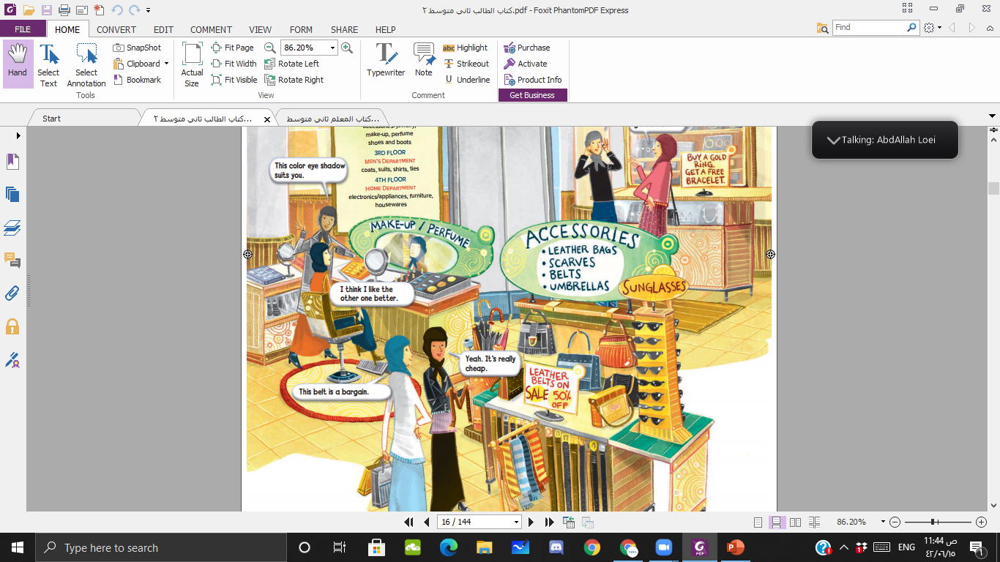 كتاب الطالب ثاني متوسط ٢.pdf - Foxit PhantomPDF Express
FILE
HOME
CONVERT
EDIT
COMMENT
VIEW
FORM
SHARE
HELP
Find
Hand
Select Text
Select Annotation
SnapShot
Clipboard
Bookmark
Tools
Actual Size
Fit Page
Fit Width
Fit Visible
86.20%
Rotate Left
Rotate Right
View
Typewriter
Note
Highlight
Strikeout
Underline
Comment
Purchase
Activate
Product Info
Get Business
Start
كتاب الطالب ثاني متوسط ٢...
كتاب المعلم ثاني متوسط...
Talking: AbdAllah Loei
make-up, perfume
shoes and boots
3RD FLOOR
MEN'S DEPARTMENT
coats, suits, shirts, ties
4TH FLOOR
HOME DEPARTMENT
electronics/appliances, furniture,
housewares
This color eye shadow
suits you.
BUY A GOLD
RING.
GET A FREE
BRACELET.
MAKE-UP / PERFUME
ACCESSORIES
• LEATHER BAGS
• SCARVES
• BELTS
• UMBRELLAS
SUNGLASSES
I think I like the
other one better.
Yeah. It's really
cheap.
LEATHER
BELTS ON
SALE 50%
OFF
This belt is a bargain.
16 / 144
86.20%
Type here to search
ENG
11:44 ص
٤٢/٠٦/١٥